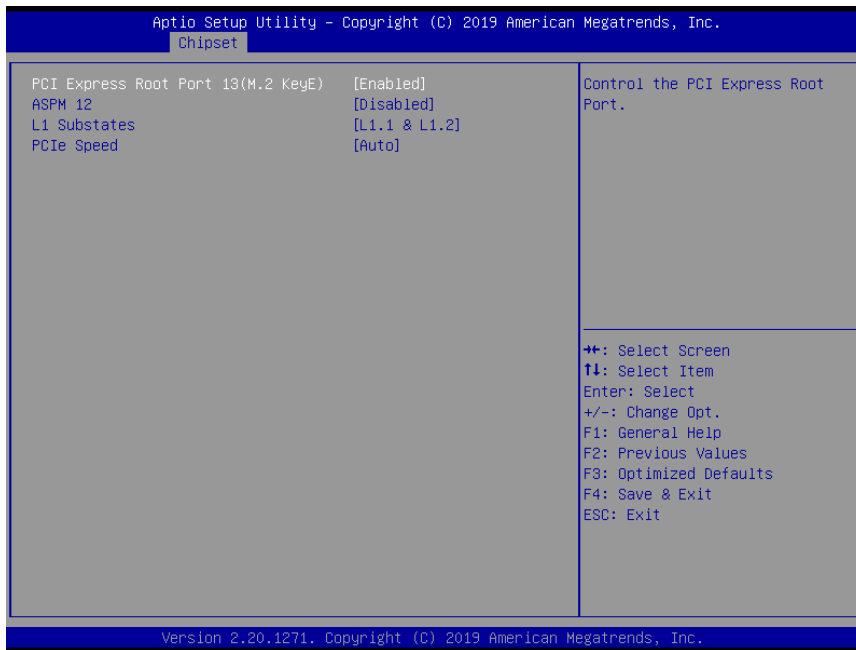 Aptio Setup Utility – Copyright (C) 2019 American Megatrends, Inc.
Chipset
PCI Express Root Port 13(M.2 KeyE) [Enabled]
ASPM 12 [Disabled]
L1 Substates [L1.1 & L1.2]
PCIe Speed [Auto]
Control the PCI Express Root
Port.
→←: Select Screen
↑↓: Select Item
Enter: Select
+/-: Change Opt.
F1: General Help
F2: Previous Values
F3: Optimized Defaults
F4: Save & Exit
ESC: Exit
Version 2.20.1271. Copyright (C) 2019 American Megatrends, Inc.